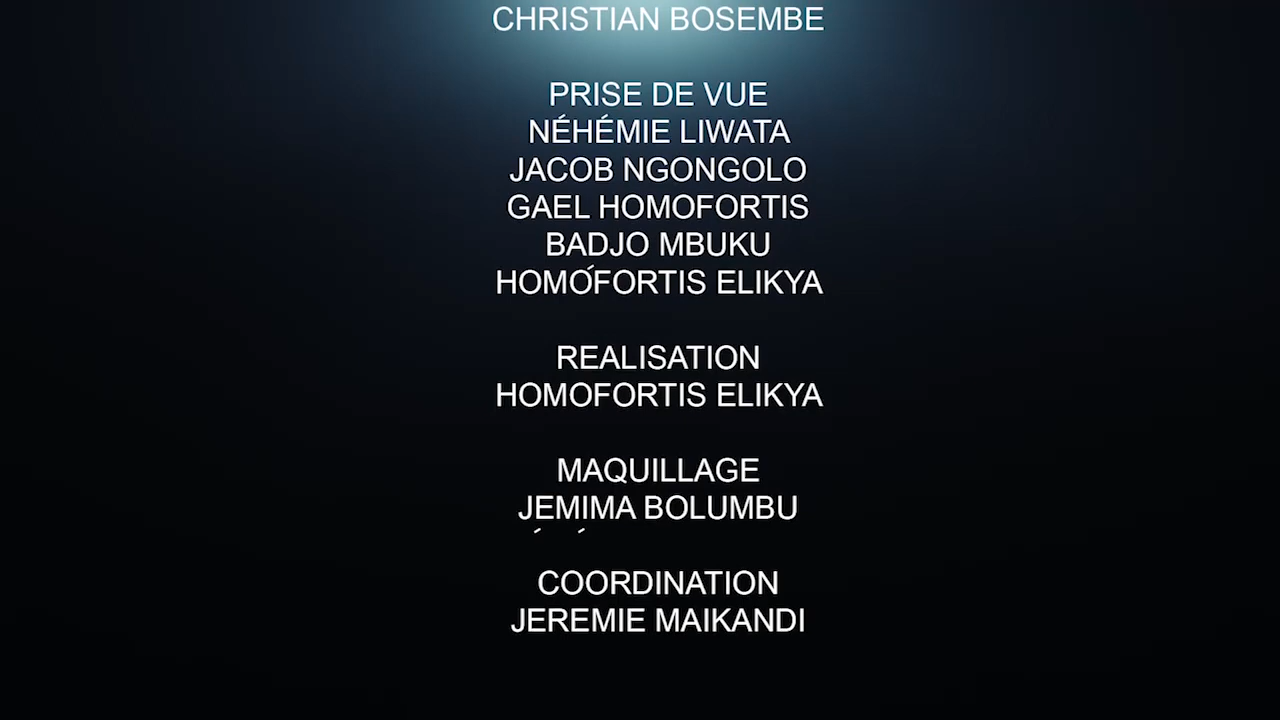 CHRISTIAN BOSEMBE
PRISE DE VUE
NÉHÉMIE LIWATA
JACOB NGONGOLO
GAEL HOMOFORTIS
BADJO MBUKU
HOMOFORTIS ELIKYA
REALISATION
HOMOFORTIS ELIKYA
MAQUILLAGE
JEMIMA BOLUMBU
COORDINATION
JEREMIE MAIKANDI